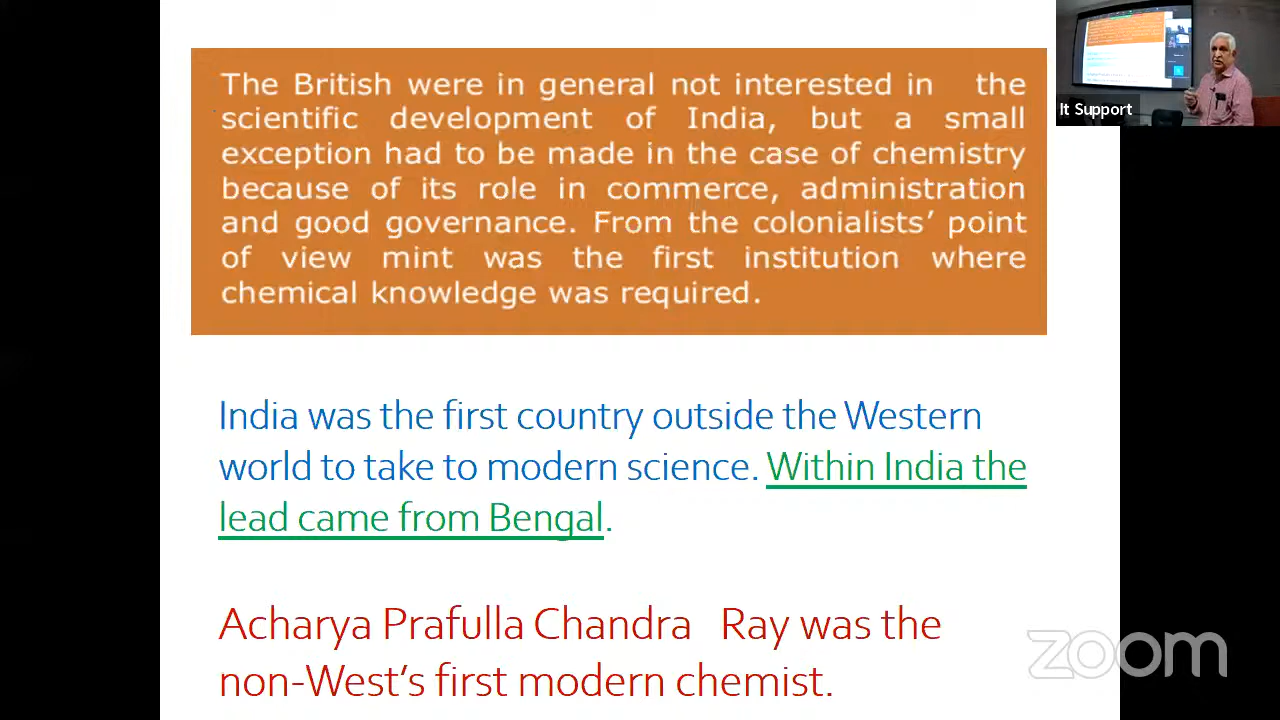 The British were in general not interested in the
scientific development of India, but a small
exception had to be made in the case of chemistry
because of its role in commerce, administration
and good governance. From the colonialists’ point
of view mint was the first institution where
chemical knowledge was required.
India was the first country outside the Western
world to take to modern science. Within India the
lead came from Bengal.
Acharya Prafulla Chandra Ray was the
non-West’s first modern chemist.
It Support
zoom